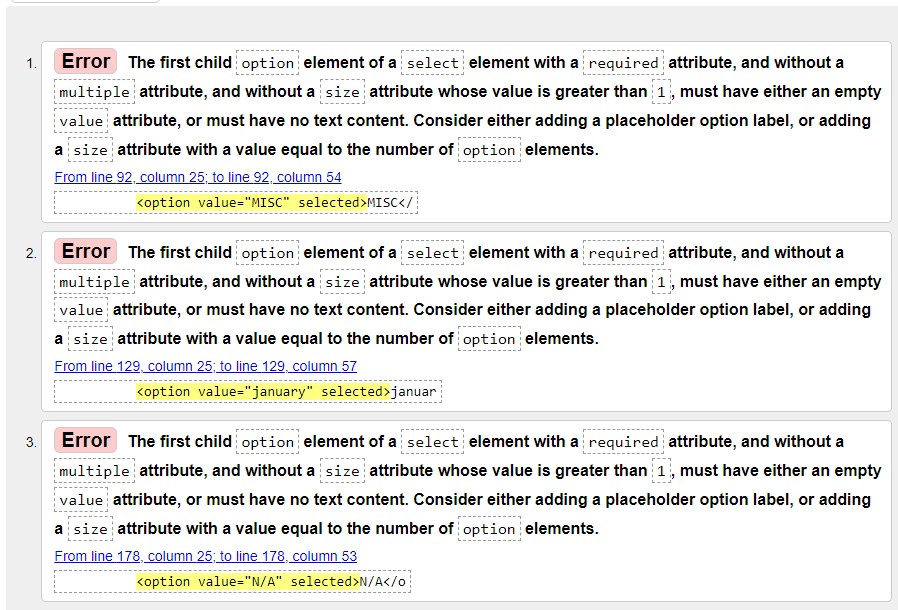 1. Error The first child option element of a select element with a required attribute, and without a
multiple attribute, and without a size attribute whose value is greater than 1, must have either an empty
value attribute, or must have no text content. Consider either adding a placeholder option label, or adding
a size attribute with a value equal to the number of option elements.
From line 92, column 25; to line 92, column 54
<option value="MISC" selected>MISC</
2. Error The first child option element of a select element with a required attribute, and without a
multiple attribute, and without a size attribute whose value is greater than 1, must have either an empty
value attribute, or must have no text content. Consider either adding a placeholder option label, or adding
a size attribute with a value equal to the number of option elements.
From line 129, column 25; to line 129, column 57
<option value="january" selected>januar
3. Error The first child option element of a select element with a required attribute, and without a
multiple attribute, and without a size attribute whose value is greater than 1, must have either an empty
value attribute, or must have no text content. Consider either adding a placeholder option label, or adding
a size attribute with a value equal to the number of option elements.
From line 178, column 25; to line 178, column 53
<option value="N/A" selected>N/A</o